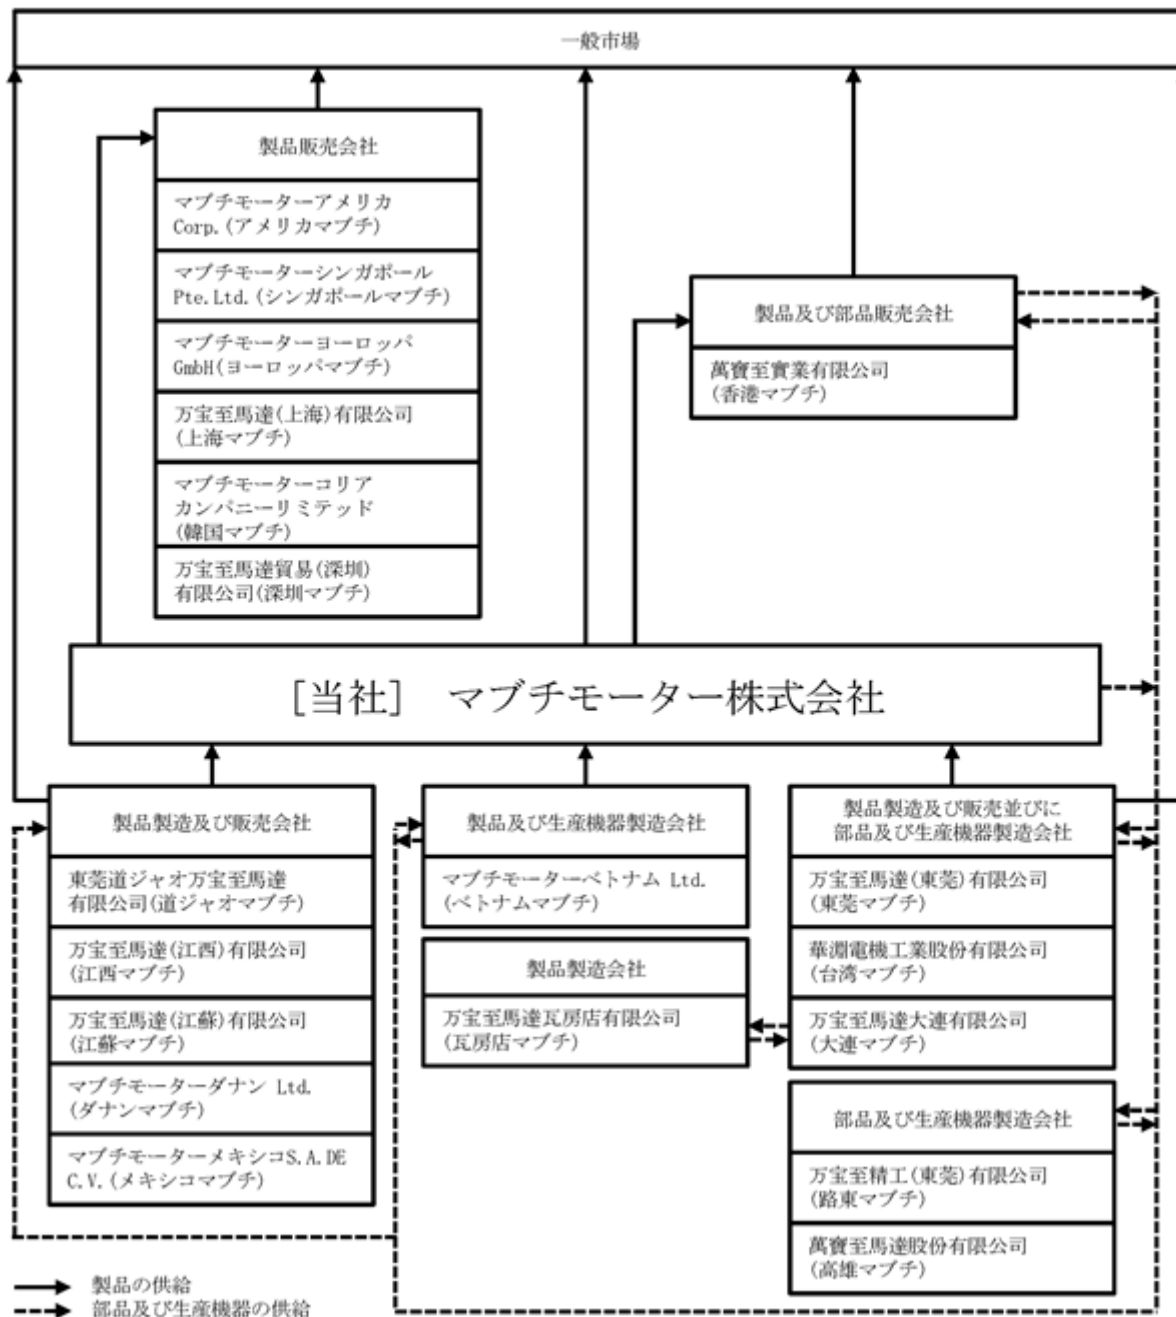 一般市場
製品販売会社
マブチモーターアメリカ
Corp.(アメリカマブチ)
マブチモーターシンガポール
Pte.Ltd.(シンガポールマブチ)
マブチモーターヨーロッパ
GmbH(ヨーロッパマブチ)
万宝至馬達(上海)有限公司
(上海マブチ)
マブチモーターコリア
カンパニーリミテッド
(韓国マブチ)
万宝至馬達貿易(深圳)
有限公司(深圳マブチ)
製品及び部品販売会社
萬寶至實業有限公司
(香港マブチ)
[当社] マブチモーター株式会社
製品製造及び販売会社
東莞道ジャオ万宝至馬達
有限公司(道ジャオマブチ)
万宝至馬達(江西)有限公司
(江西マブチ)
万宝至馬達(江蘇)有限公司
(江蘇マブチ)
マブチモーターダナン Ltd.
(ダナンマブチ)
マブチモーターメキシコS.A.DE
C.V.(メキシコマブチ)
製品及び生産機器製造会社
マブチモーターベトナム Ltd.
(ベトナムマブチ)
製品製造会社
万宝至馬達瓦房店有限公司
(瓦房店マブチ)
製品製造及び販売並びに
部品及び生産機器製造会社
万宝至馬達(東莞)有限公司
(東莞マブチ)
華淵電機工業股份有限公司
(台湾マブチ)
万宝至馬達大連有限公司
(大連マブチ)
部品及び生産機器製造会社
万宝至精工(東莞)有限公司
(路東マブチ)
萬寶至馬達股份有限公司
(高雄マブチ)
製品の供給
部品及び生産機器の供給